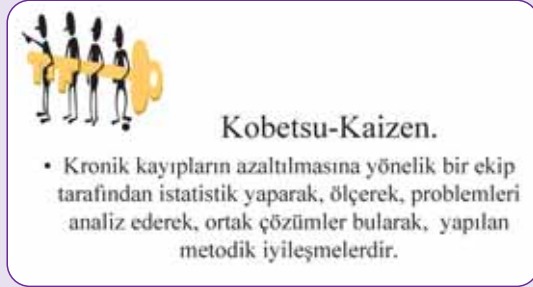 Kobetsu-Kaizen.
• Kronik kayıpların azaltılmasına yönelik bir ekip
tarafından istatistik yaparak, ölçerek, problemleri
analiz ederek, ortak çözümler bularak, yapılan
metodik iyileşmelerdir.